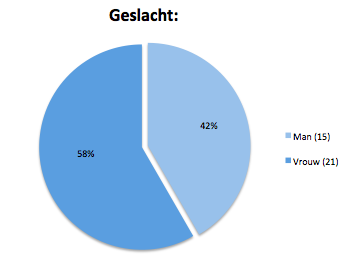 Geslacht:
42%
58%
Man (15)
Vrouw (21)